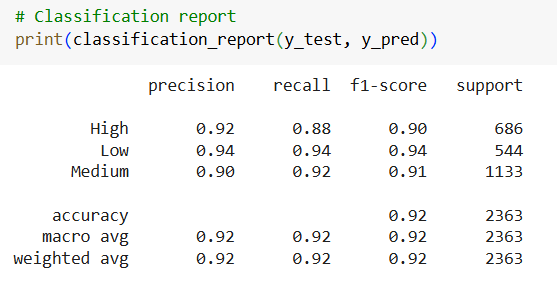 # Classification report
print(classification_report(y_test, y_pred))
precision recall f1-score support
High 0.92 0.88 0.90 686
Low 0.94 0.94 0.94 544
Medium 0.90 0.92 0.91 1133
accuracy 0.92 2363
macro avg 0.92 0.92 0.92 2363
weighted avg 0.92 0.92 0.92 2363